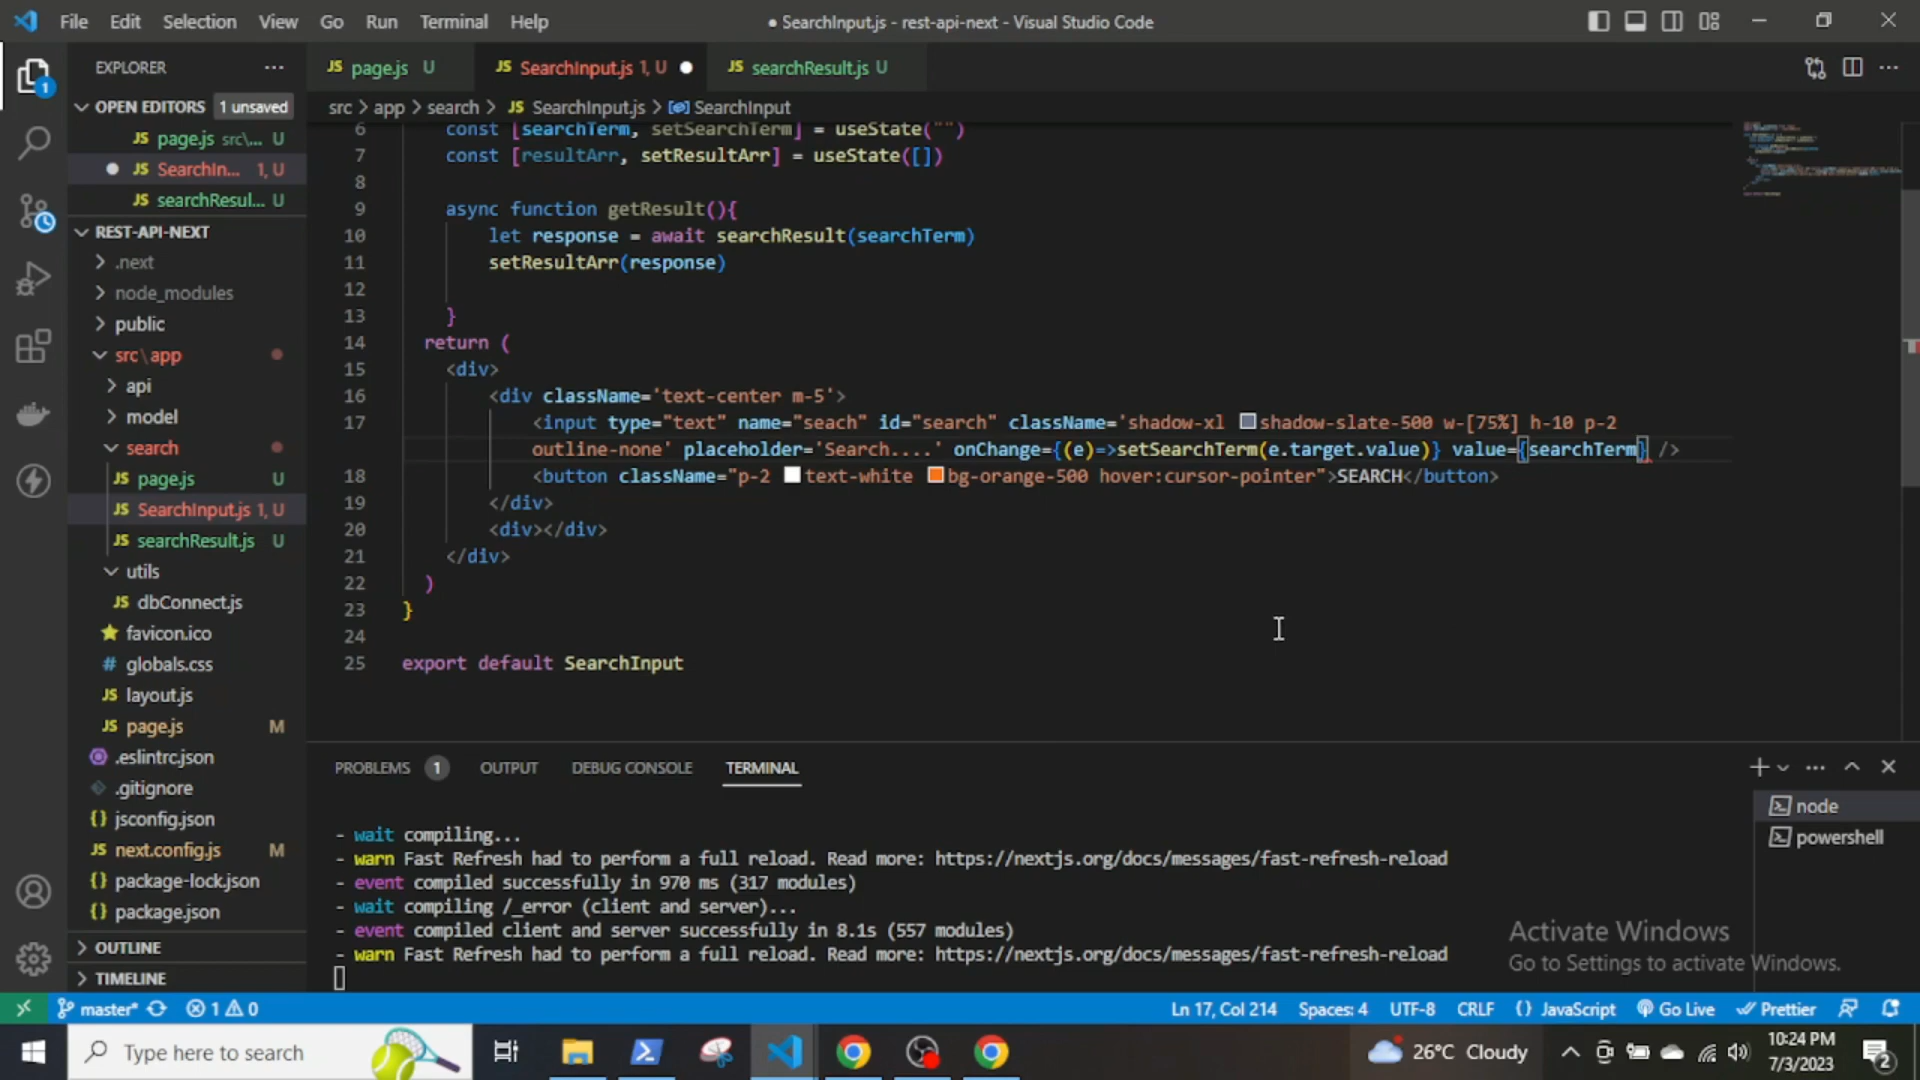 File Edit Selection View Go Run Terminal Help
● SearchInput.js - rest-api-next - Visual Studio Code
EXPLORER
OPEN EDITORS 1 unsaved
JS page.js src\... U
JS SearchIn... 1, U
JS searchResul... U
REST-API-NEXT
.next
node_modules
public
src\app
api
model
search
JS page.js U
JS SearchInput.js 1, U
JS searchResult.js U
utils
JS dbConnect.js
favicon.ico
# globals.css
JS layout.js
JS page.js M
.eslintrc.json
.gitignore
{} jsconfig.json
JS next.config.js M
{} package-lock.json
{} package.json
OUTLINE
TIMELINE
JS page.js U
JS SearchInput.js 1, U
JS searchResult.js U
src > app > search > JS SearchInput.js > SearchInput
6 const [searchTerm, setSearchTerm] = useState("")
7 const [resultArr, setResultArr] = useState([])
8
9 async function getResult(){
10 let response = await searchResult(searchTerm)
11 setResultArr(response)
12
13 }
14 return (
15 <div>
16 <div className='text-center m-5'>
17 <input type="text" name="seach" id="search" className='shadow-xl shadow-slate-500 w-[75%] h-10 p-2
outline-none' placeholder='Search....' onChange={(e)=>setSearchTerm(e.target.value)} value={searchTerm} />
18 <button className="p-2 text-white bg-orange-500 hover:cursor-pointer">SEARCH</button>
19 </div>
20 <div></div>
21 </div>
22 )
23 }
24
25 export default SearchInput
PROBLEMS 1 OUTPUT DEBUG CONSOLE TERMINAL
- wait compiling...
- warn Fast Refresh had to perform a full reload. Read more: https://nextjs.org/docs/messages/fast-refresh-reload
- event compiled successfully in 970 ms (317 modules)
- wait compiling /_error (client and server)...
- event compiled client and server successfully in 8.1s (557 modules)
- warn Fast Refresh had to perform a full reload. Read more: https://nextjs.org/docs/messages/fast-refresh-reload
node
powershell
Activate Windows
Go to Settings to activate Windows.
master* 1 0
Ln 17, Col 214 Spaces: 4 UTF-8 CRLF {} JavaScript Go Live Prettier
Type here to search
26°C Cloudy
10:24 PM
7/3/2023
2